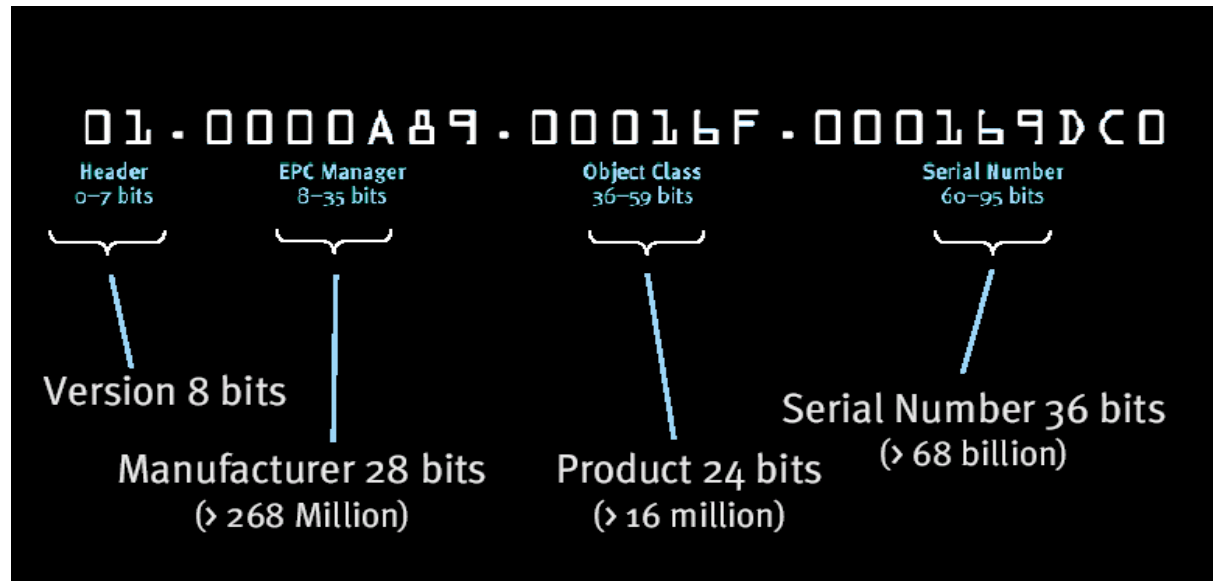 01.0000A89.00016F.000169DC0
Header EPC Manager Object Class Serial Number
0–7 bits 8–35 bits 36–59 bits 60–95 bits
Version 8 bits
Serial Number 36 bits
(> 68 billion)
Manufacturer 28 bits
(> 268 Million)
Product 24 bits
(> 16 million)